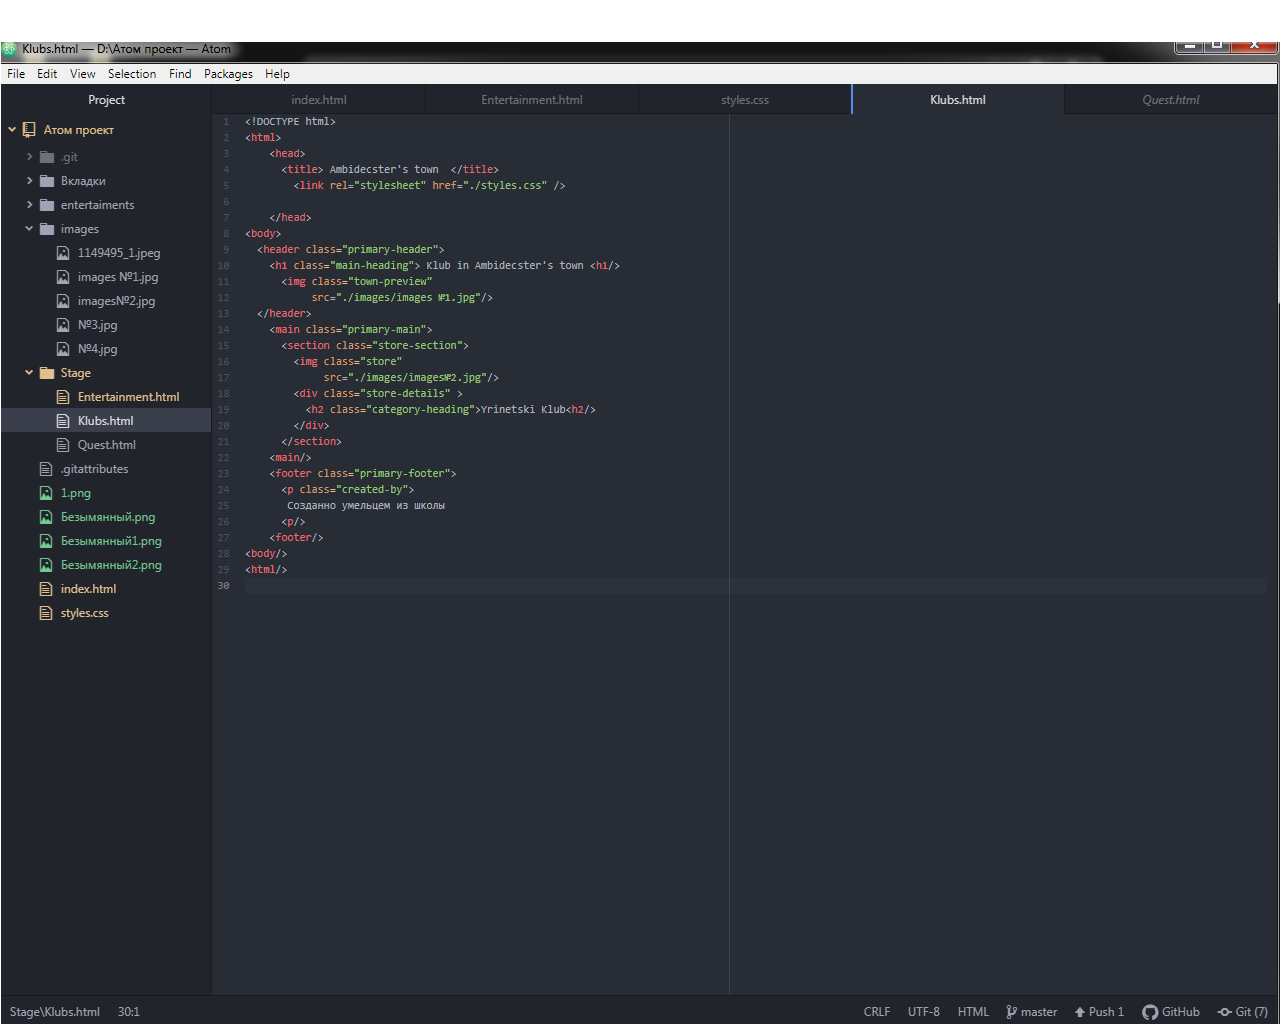 Klubs.html — D:\Атом проект — Atom
File Edit View Selection Find Packages Help
Project
Атом проект
.git
Вкладки
entertaiments
images
1149495_1.jpeg
images №1.jpg
images№2.jpg
№3.jpg
№4.jpg
Stage
Entertainment.html
Klubs.html
Quest.html
.gitattributes
1.png
Безымянный.png
Безымянный1.png
Безымянный2.png
index.html
styles.css
index.html Entertainment.html styles.css Klubs.html Quest.html
1 <!DOCTYPE html>
2 <html>
3 <head>
4 <title> Ambidecster's town  </title>
5 <link rel="stylesheet" href="./styles.css" />
6
7 </head>
8 <body>
9 <header class="primary-header">
10 <h1 class="main-heading"> Klub in Ambidecster's town <h1/>
11 <img class="town-preview"
12 src="./images/images №1.jpg"/>
13 </header>
14 <main class="primary-main">
15 <section class="store-section">
16 <img class="store"
17 src="./images/images№2.jpg"/>
18 <div class="store-details" >
19 <h2 class="category-heading">Yrinetski Klub<h2/>
20 </div>
21 </section>
22 <main/>
23 <footer class="primary-footer">
24 <p class="created-by">
25 Созданно умельцем из школы
26 <p/>
27 <footer/>
28 <body/>
29 <html/>
30
Stage\Klubs.html 30:1 CRLF UTF-8 HTML master Push 1 GitHub Git (7)